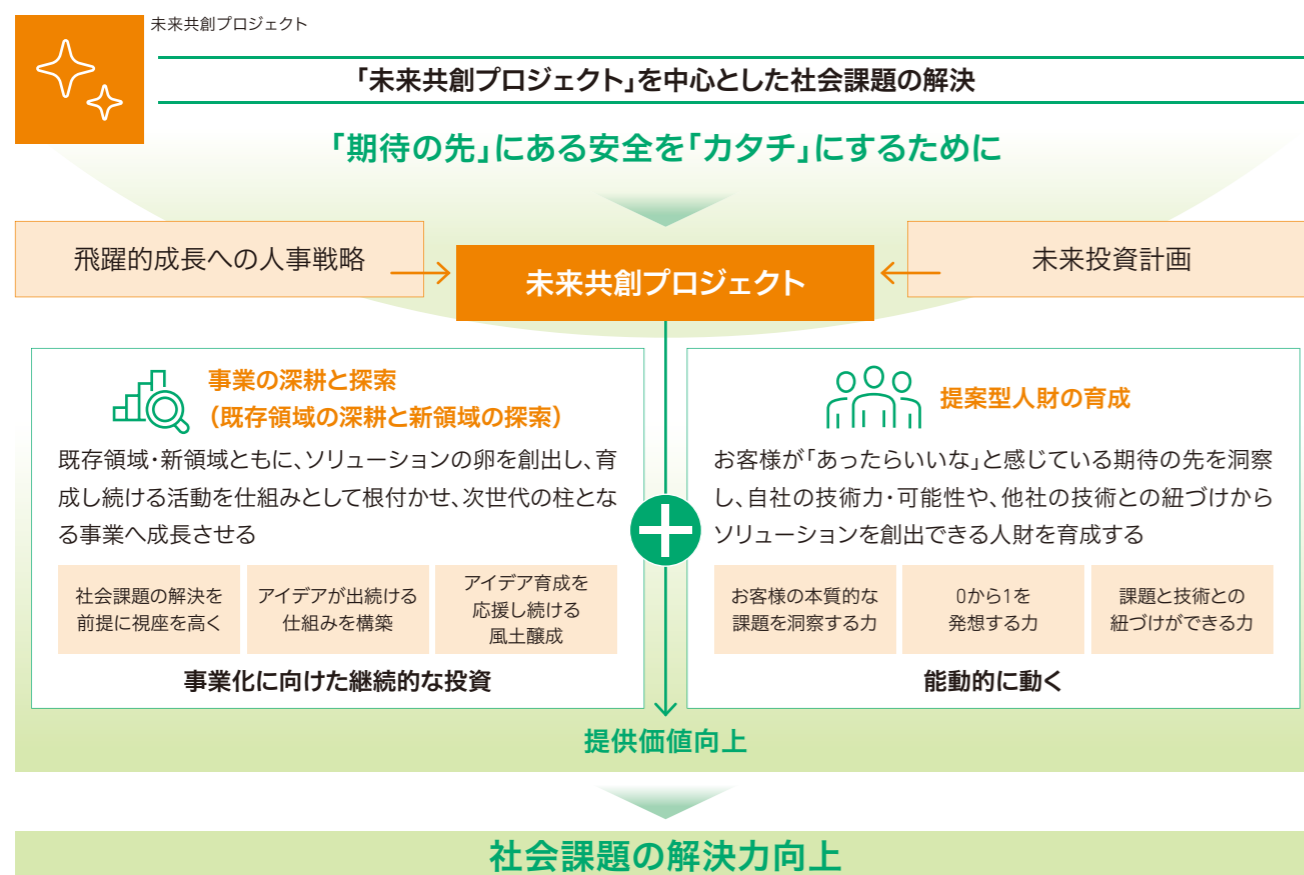 未来共創プロジェクト
「未来共創プロジェクト」を中心とした社会課題の解決
「期待の先」にある安全を「カタチ」にするために
飛躍的成長への人事戦略
未来共創プロジェクト
未来投資計画
事業の深耕と探索
（既存領域の深耕と新領域の探索）
既存領域・新領域ともに、ソリューションの卵を創出し、育
成し続ける活動を仕組みとして根付かせ、次世代の柱とな
る事業へ成長させる
社会課題の解決を
前提に視座を高く
アイデアが出続ける
仕組みを構築
アイデア育成を
応援し続ける
風土醸成
事業化に向けた継続的な投資
提案型人財の育成
お客様が「あったらいいな」と感じている期待の先を洞察
し、自社の技術力・可能性や、他社の技術との紐づけから
ソリューションを創出できる人財を育成する
お客様の本質的な
課題を洞察する力
0から1を
発想する力
課題と技術との
紐づけができる力
能動的に動く
提供価値向上
社会課題の解決力向上